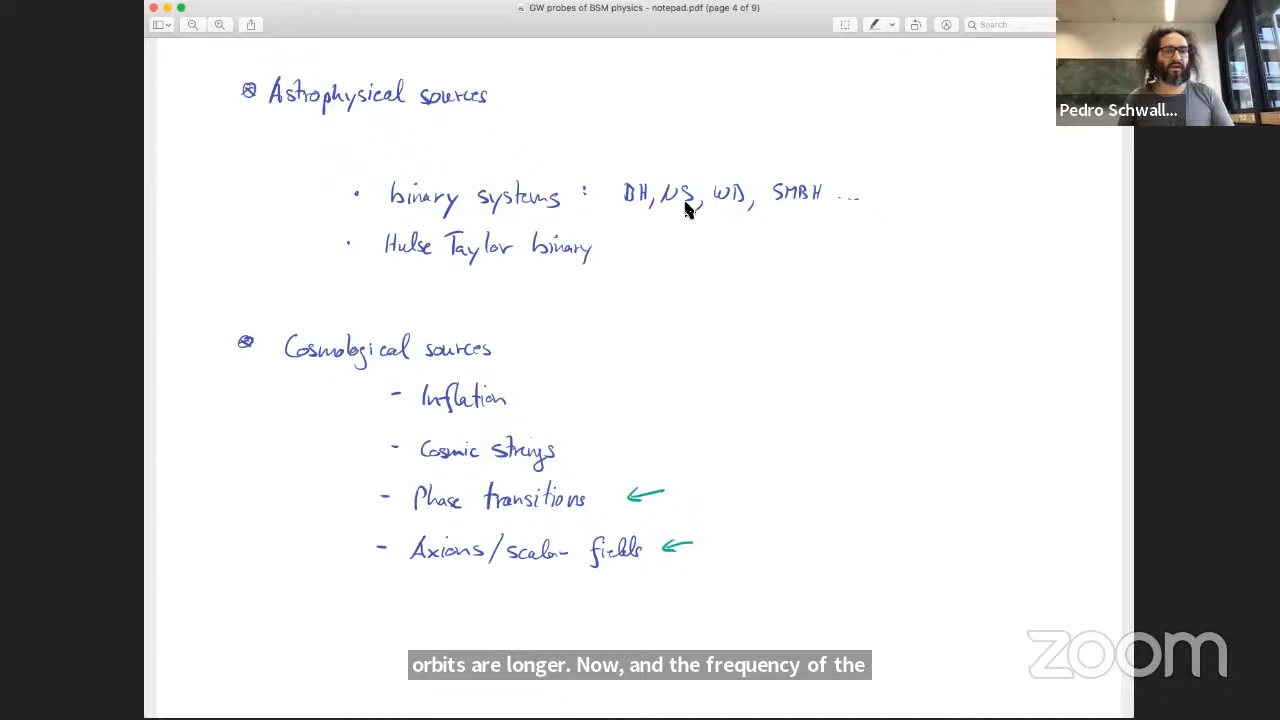 GW probes of BSM physics - notepad.pdf (page 4 of 9)
Search
Pedro Schwall...
Astrophysical sources
· binary systems : BH, NS, WD, SMBH ...
· Hulse Taylor binary
Cosmological sources
- Inflation
- Cosmic strings
- Phase transitions ←
- Axions/scalar fields ←
orbits are longer. Now, and the frequency of the
zoom